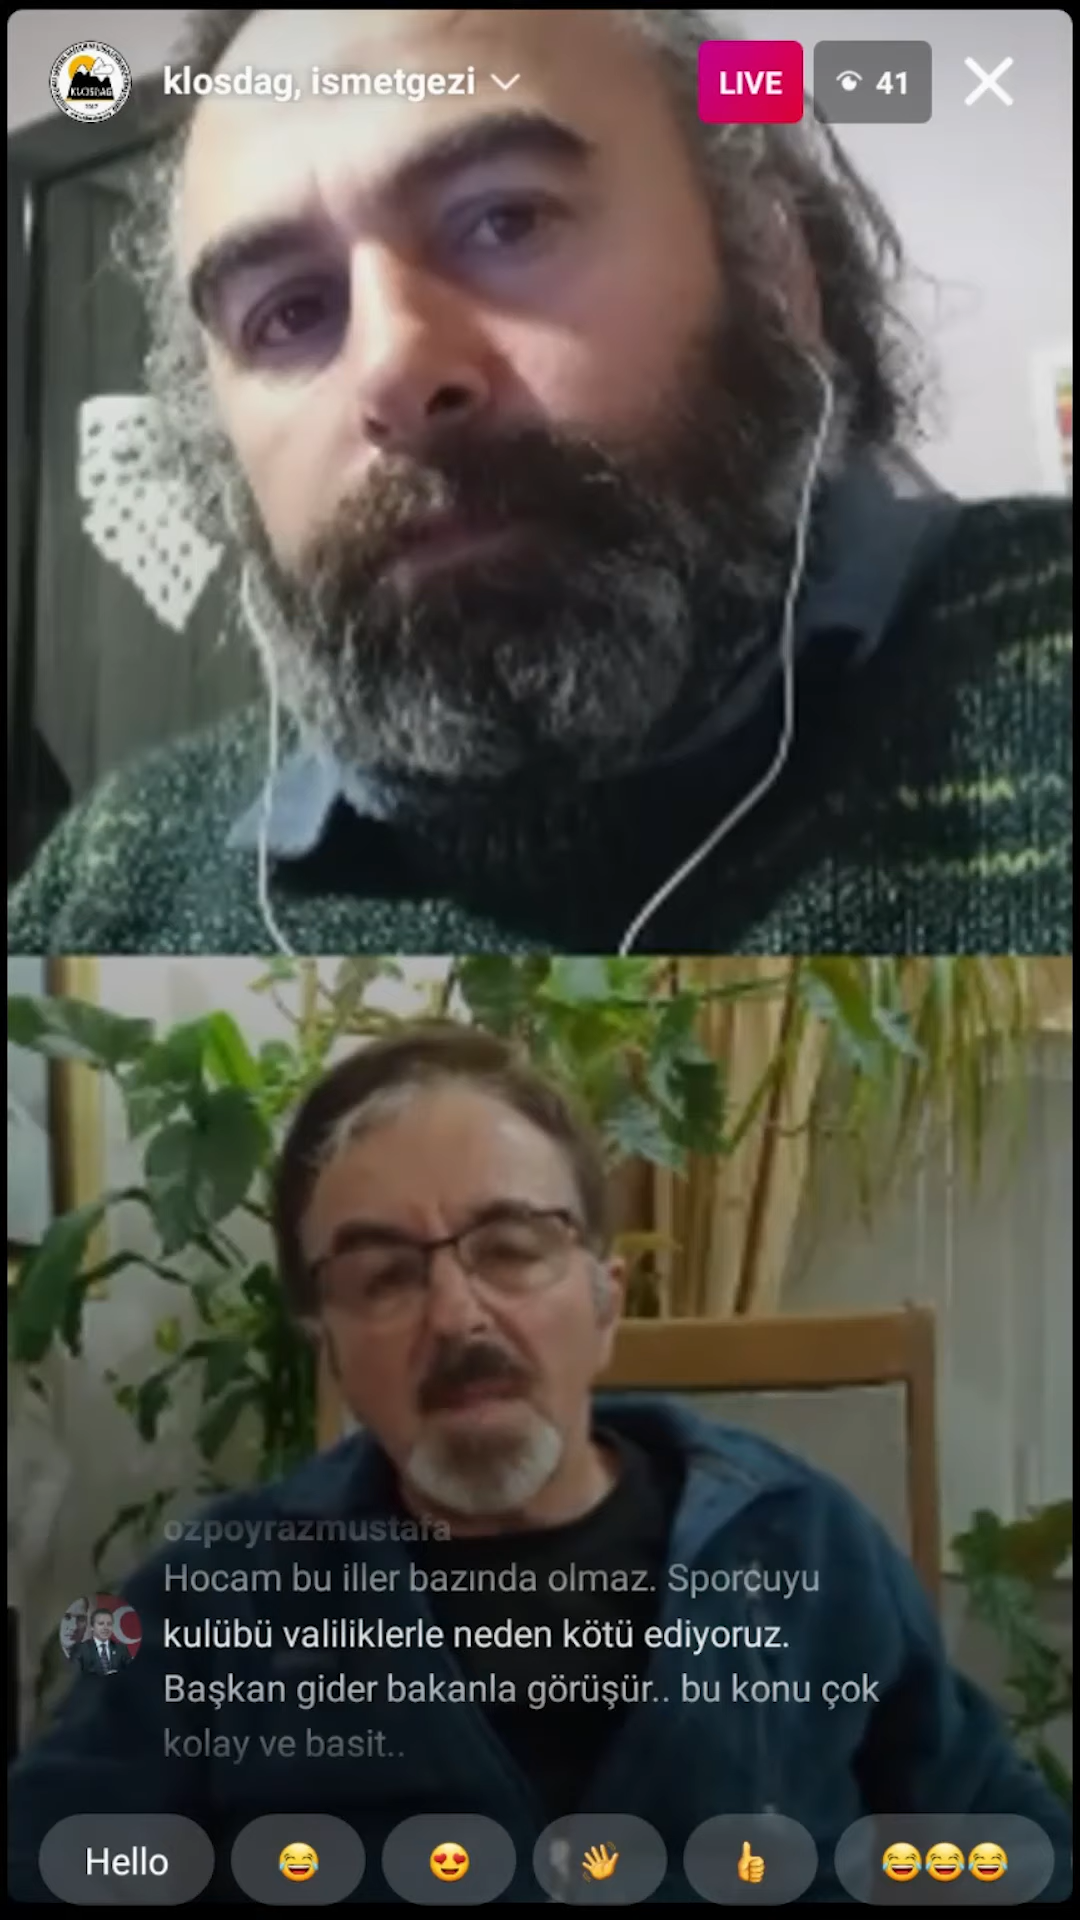 KLOSDAG
klosdag, ismetgezi
LIVE
41
ozpoyrazmustafa
Hocam bu iller bazında olmaz. Sporcuyu
kulübü valiliklerle neden kötü ediyoruz.
Başkan gider bakanla görüşür.. bu konu çok
kolay ve basit..
Hello